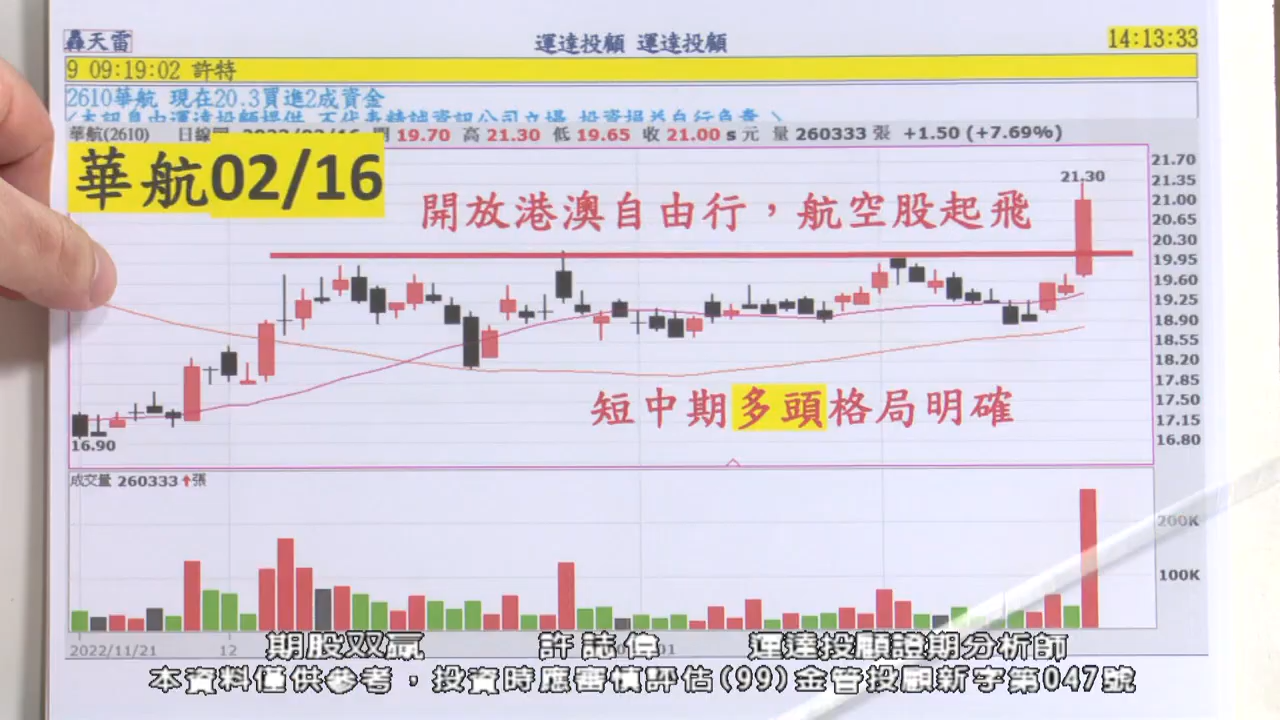 轟天雷 運達投顧 運達投顧 14:13:33
9 09:19:02 許特
2610華航 現在20.3買進2成資金
華航(2610) 日線圖 2023/02/16 開 19.70 高 21.30 低 19.65 收 21.00 s 元 量 260333 張 +1.50 (+7.69%)
華航02/16
21.70
21.30
21.35
開放港澳自由行，航空股起飛
21.00
20.65
20.30
19.95
19.60
19.25
18.90
18.55
18.20
17.85
短中期多頭格局明確
17.50
17.15
16.90
16.80
成交量 260333↑張
200K
100K
2022/11/21 12 01
期股双贏 許誌偉 運達投顧證期分析師
本資料僅供參考，投資時應審慎評估(99)金管投顧新字第047號